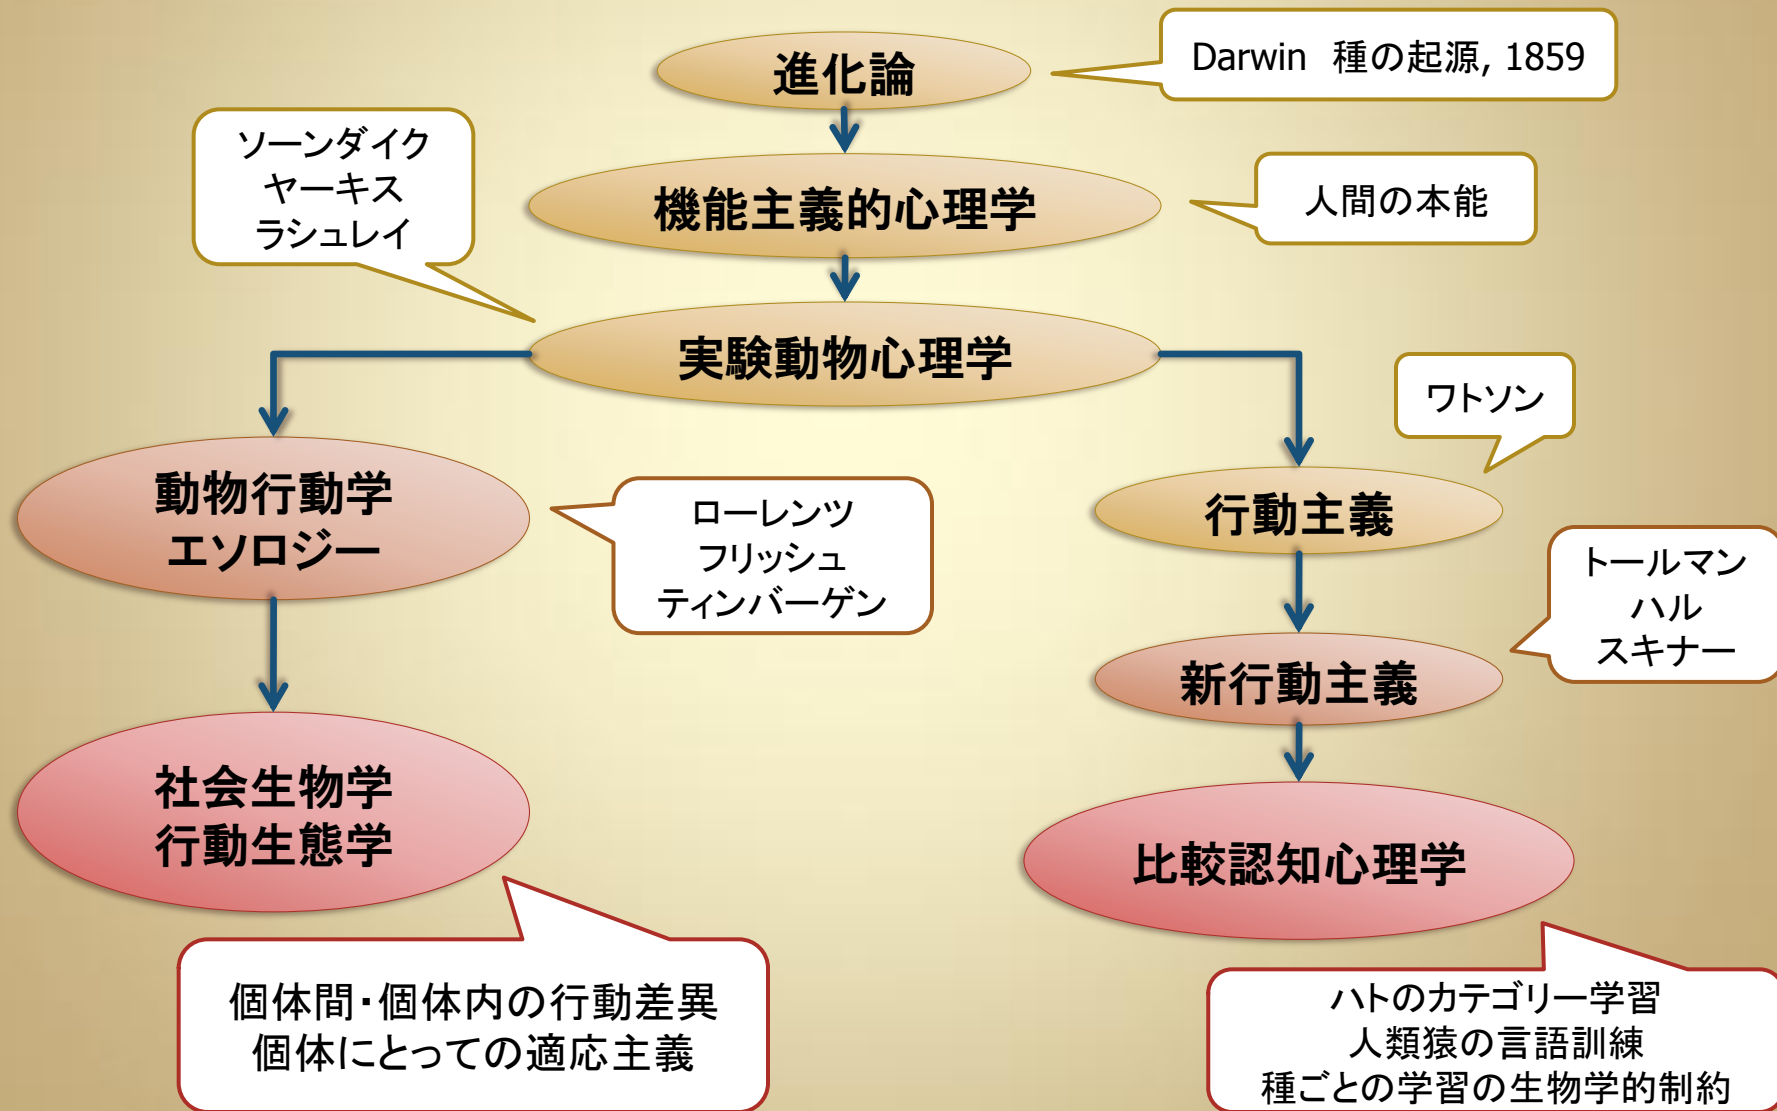 進化論
Darwin 種の起源, 1859
ソーンダイク
ヤーキス
ラシュレイ
機能主義的心理学
人間の本能
実験動物心理学
ワトソン
動物行動学
エソロジー
ローレンツ
フリッシュ
ティンバーゲン
行動主義
トールマン
ハル
スキナー
新行動主義
社会生物学
行動生態学
比較認知心理学
個体間・個体内の行動差異
個体にとっての適応主義
ハトのカテゴリー学習
人類猿の言語訓練
種ごとの学習の生物学的制約